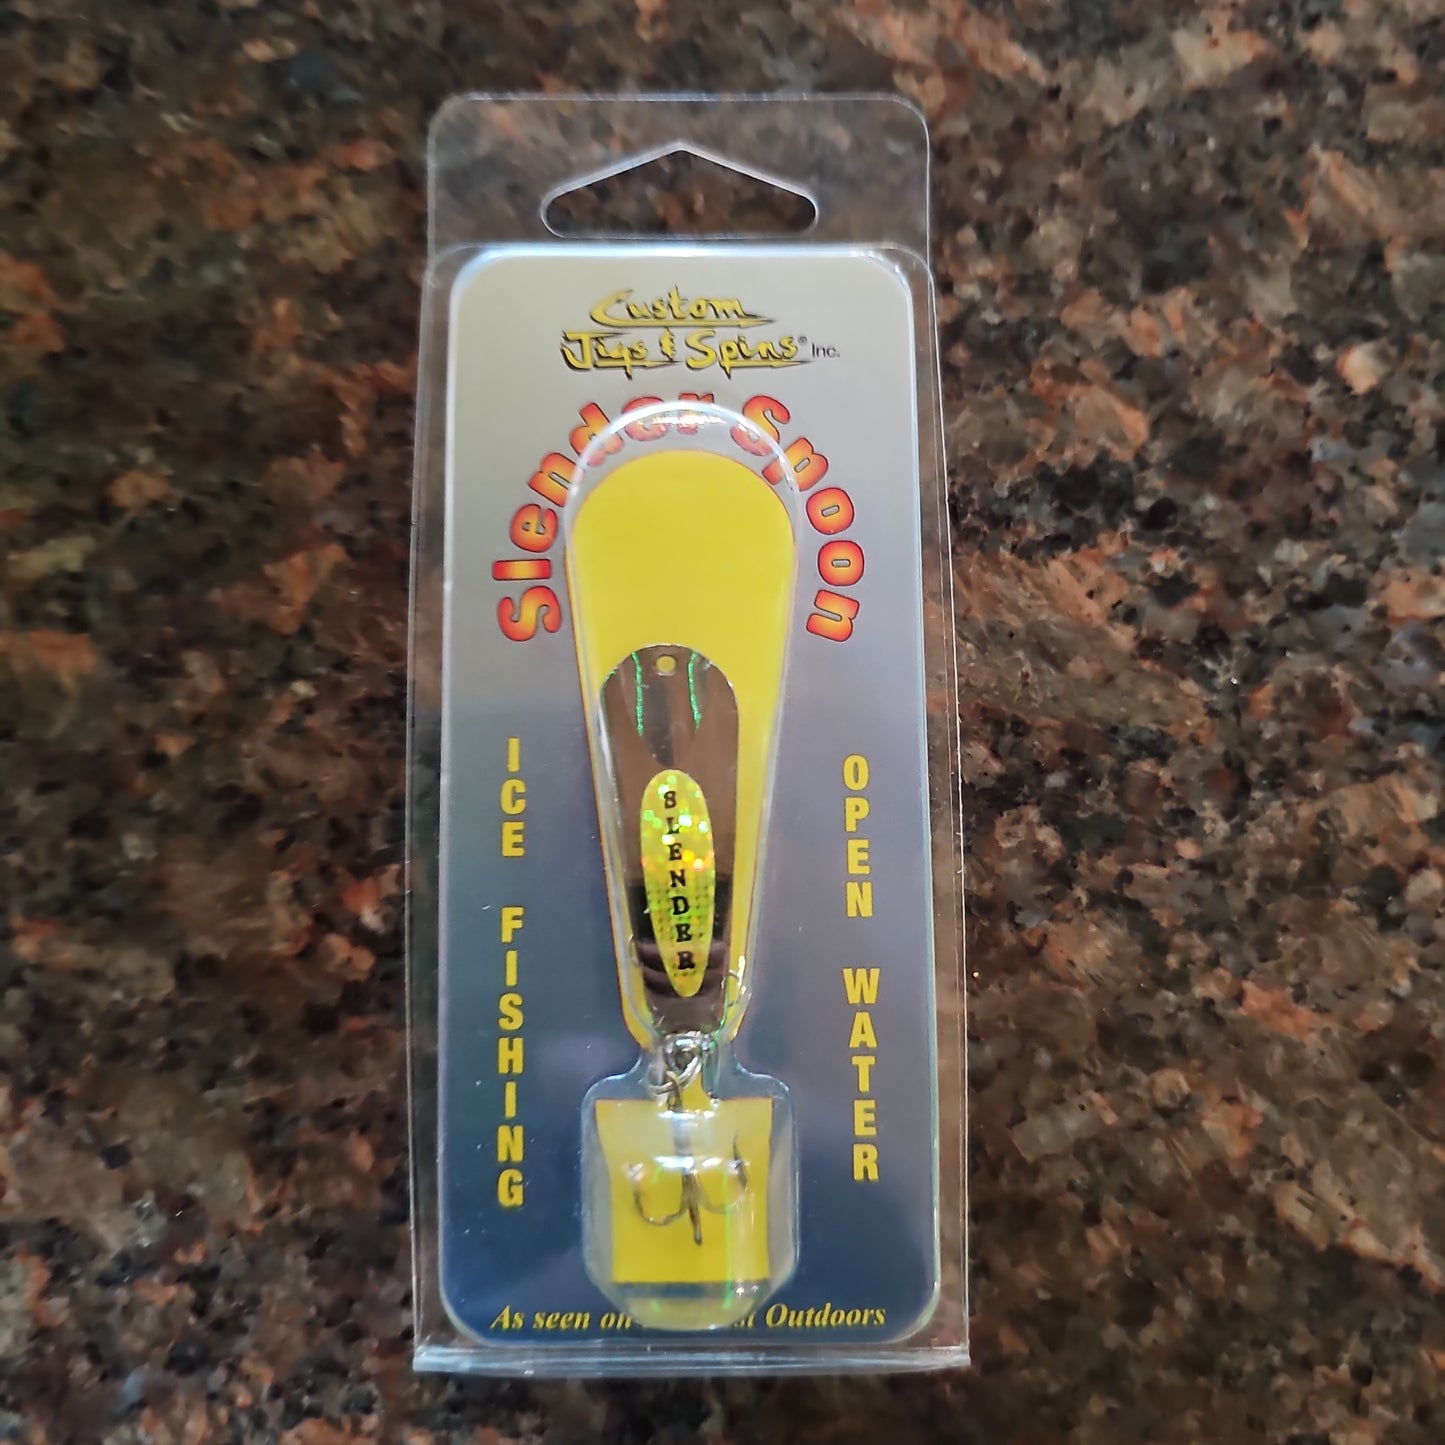 Custom
Jigs & Spins® Inc.
Slender Spoon
ICE FISHING
OPEN WATER
SLENDER
As seen on Outdoors